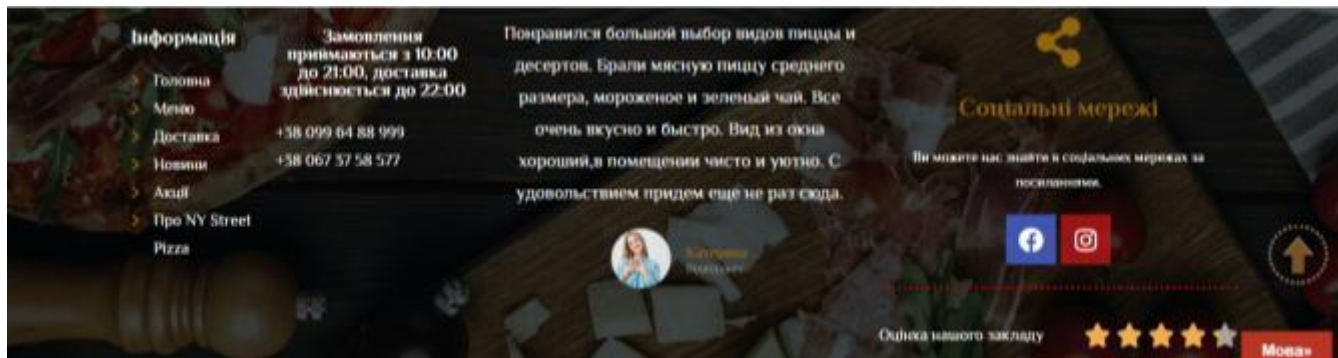 Інформація
Головна
Меню
Доставка
Новини
Акції
Про NY Street
Pizza
Замовлення
приймаються з 10:00
до 21:00, доставка
здійснюється до 22:00
+38 099 64 88 999
+38 067 37 58 577
Понравился большой выбор видов пиццы и
десертов. Брали мясную пиццу среднего
размера, мороженое и зеленый чай. Все
очень вкусно и быстро. Вид из окна
хороший,в помещении чисто и уютно. С
удовольствием придем еще не раз сюда.
Соціальні мережі
Ви можете нас знайти в соціальних мережах за
посиланнями.
Оцінка нашого закладу
Мова»